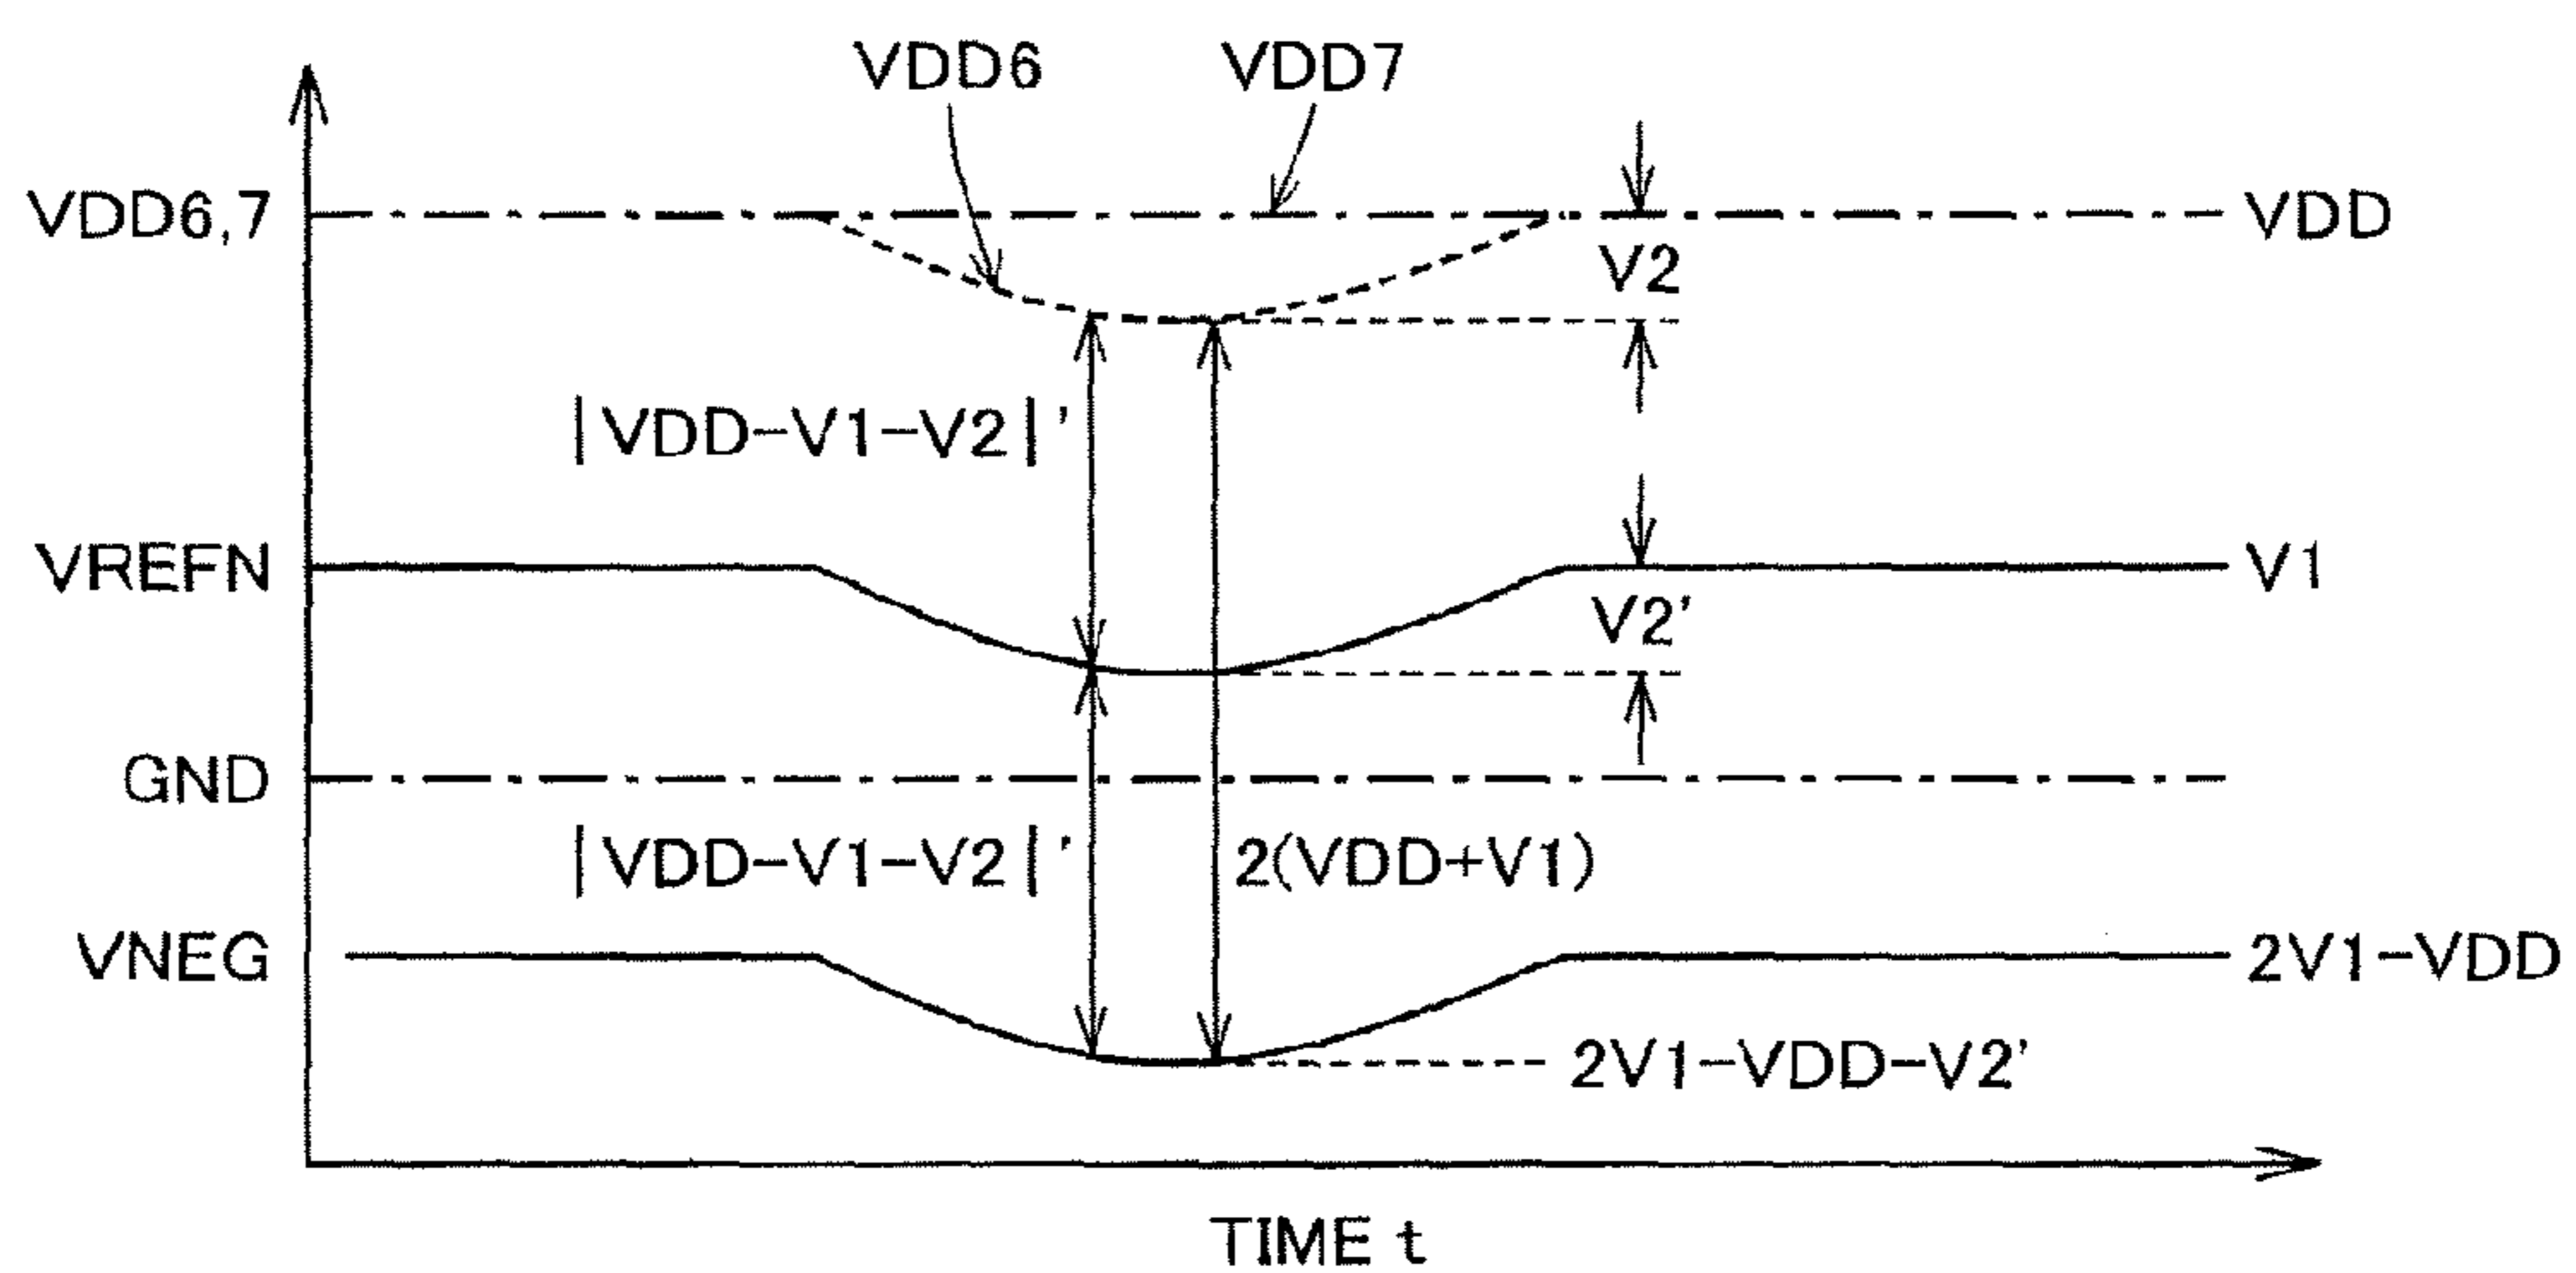 VDD6 VDD7
VDD6,7 VDD
V2
|VDD-V1-V2|'
VREFN V1
V2'
GND
|VDD-V1-V2|' 2(VDD+V1)
VNEG 2V1-VDD
2V1-VDD-V2'
TIME t